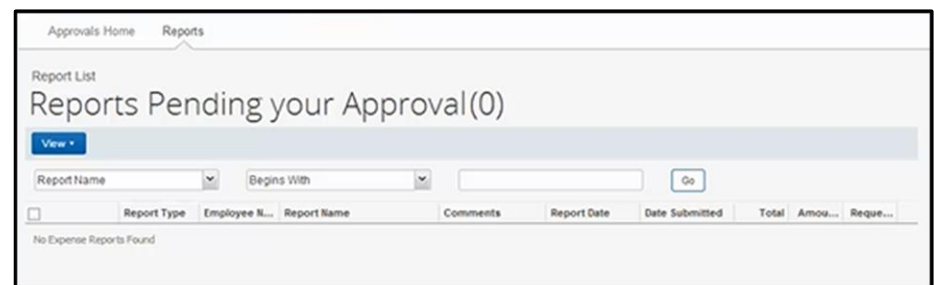 Approvals Home Reports
Report List
Reports Pending your Approval(0)
View
Report Name Begins With Go
Report Type Employee N... Report Name Comments Report Date Date Submitted Total Amou... Reque...
No Expense Reports Found